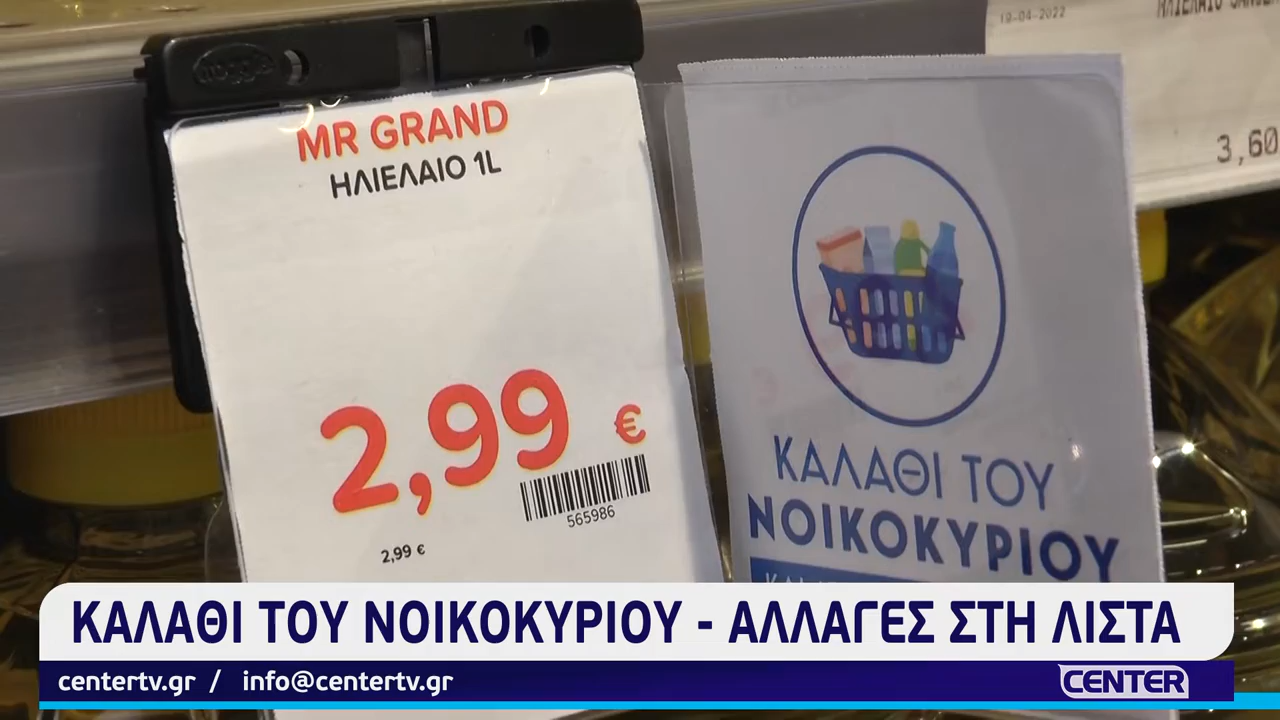 froggle
MR GRAND
ΗΛΙΕΛΑΙΟ 1L
2,99 €
565986
2,99 €
19-04-2022
3,60
ΚΑΛΑΘΙ ΤΟΥ
ΝΟΙΚΟΚΥΡΙΟΥ
ΚΑΛΑΘΙ ΤΟΥ ΝΟΙΚΟΚΥΡΙΟΥ - ΑΛΛΑΓΕΣ ΣΤΗ ΛΙΣΤΑ
centertv.gr / info@centertv.gr
CENTER